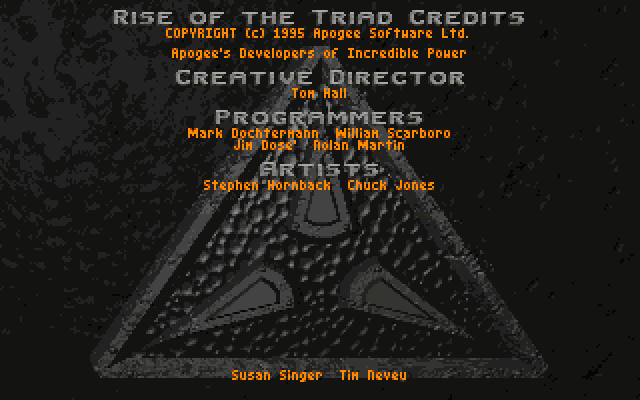 Rise of the Triad Credits
COPYRIGHT (c) 1995 Apogee Software Ltd.
Apogee's Developers of Incredible Power
Creative Director
Tom Hall
Programmers
Mark Dochtermann William Scarboro
Jim Dose' Nolan Martin
Artists
Stephen Hornback Chuck Jones
Susan Singer Tim Neveu